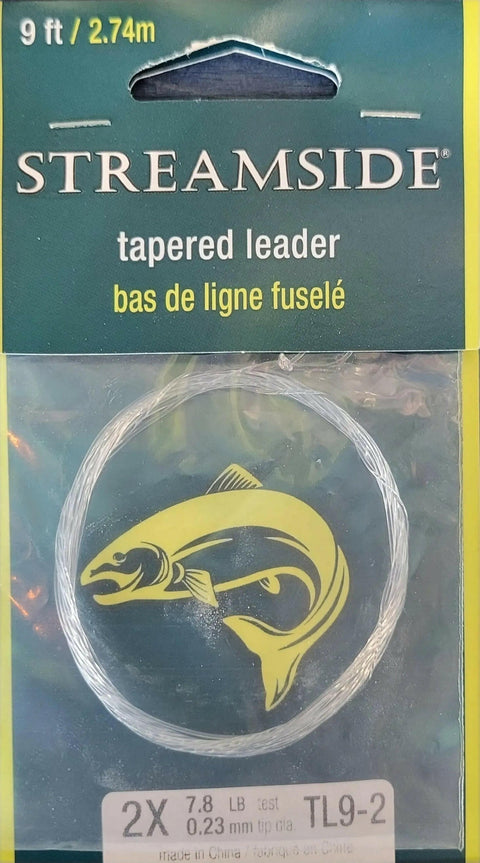 9 ft / 2.74m
STREAMSIDE®
tapered leader
bas de ligne fuselé
2X 7.8 LB test TL9-2
0.23 mm tip dia.
made in China / fabriqué en Chine